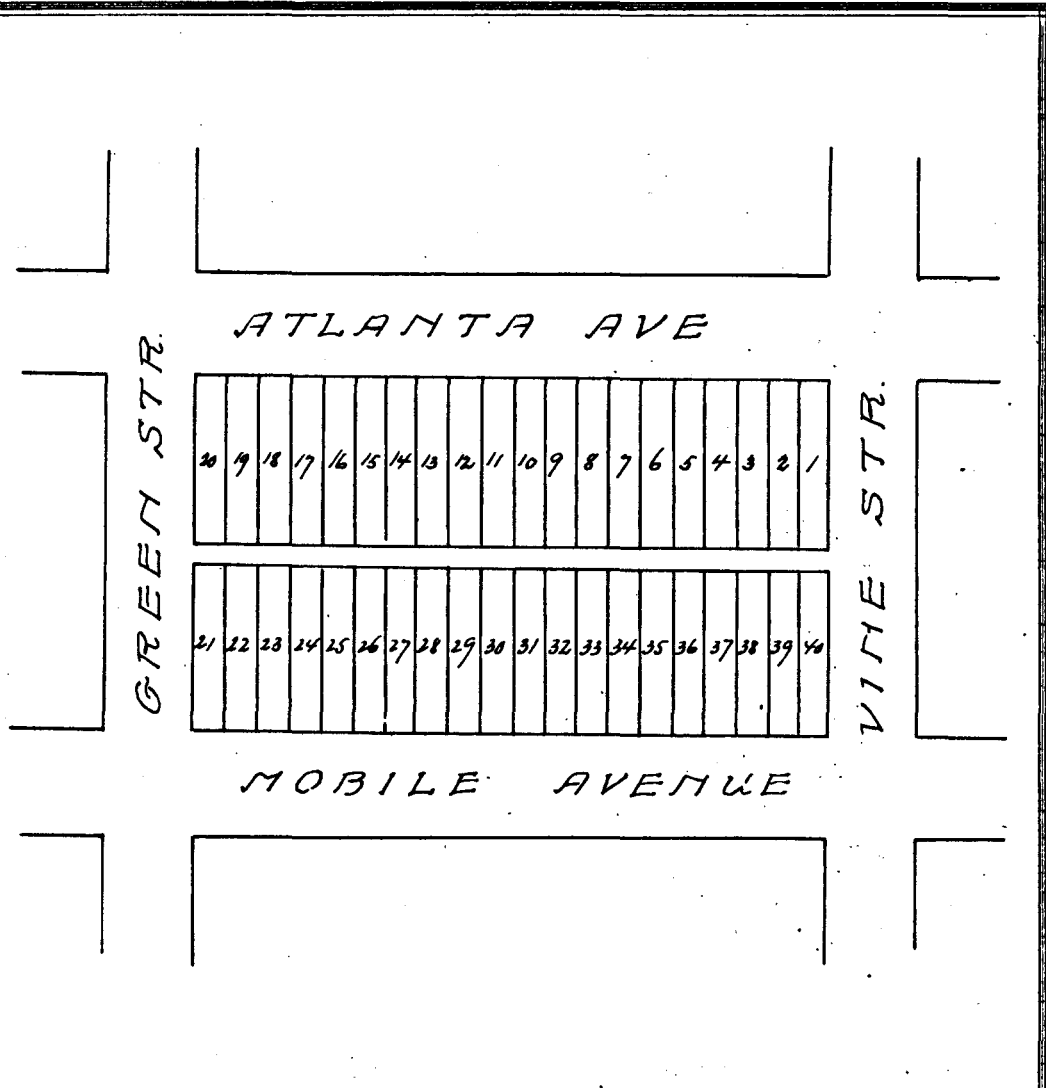 ATLANTA AVE
GREEN STR.
VINE STR.
20 19 18 17 16 15 14 13 12 11 10 9 8 7 6 5 4 3 2 1
21 22 23 24 25 26 27 28 29 30 31 32 33 34 35 36 37 38 39 40
MOBILE AVENUE